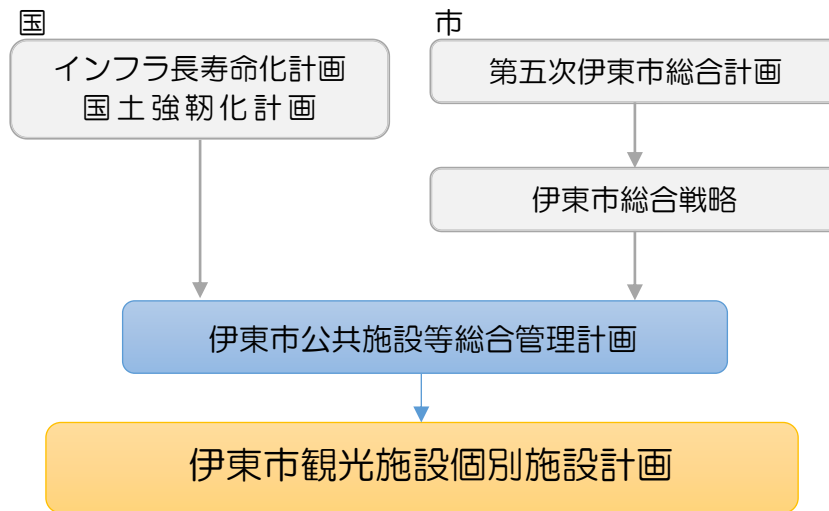 国
インフラ長寿命化計画
国土強靭化計画
市
第五次伊東市総合計画
伊東市総合戦略
伊東市公共施設等総合管理計画
伊東市観光施設個別施設計画